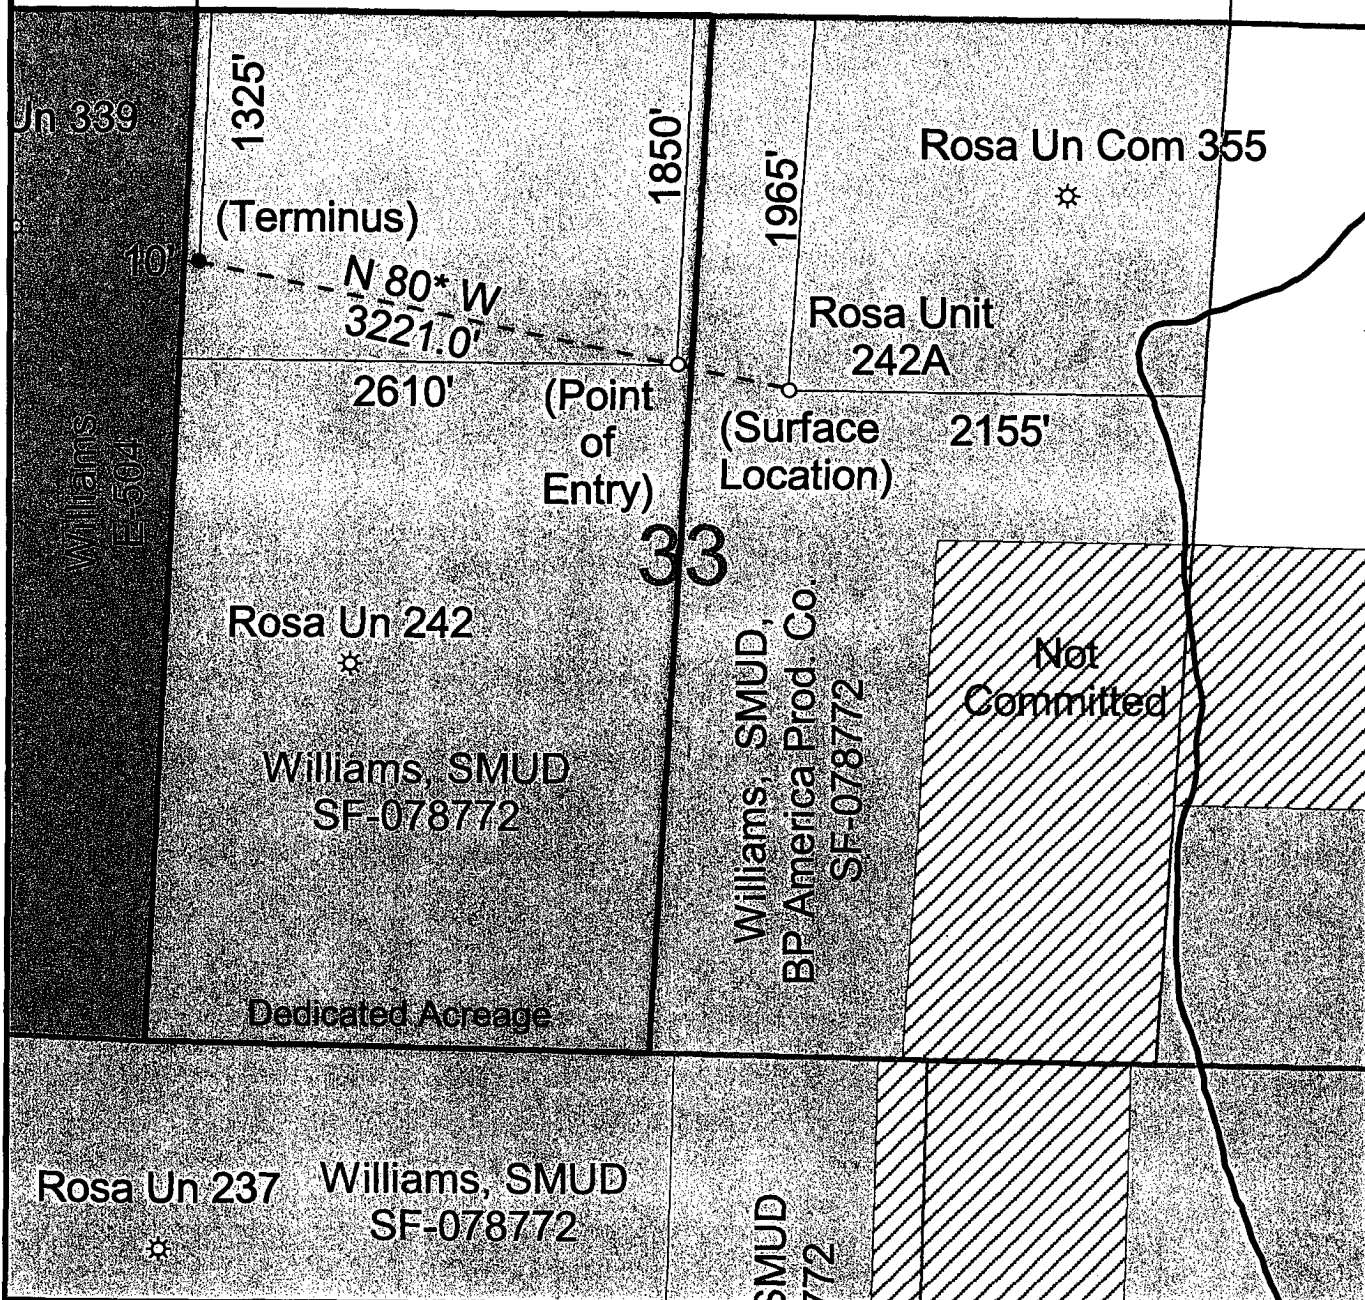 Un 339
1325'
1850'
1965'
Rosa Un Com 355
(Terminus)
10'
N 80* W
3221.0'
Rosa Unit
242A
2610'
(Point
of
Entry)
(Surface
Location)
2155'
Williams
E-504
33
Rosa Un 242
Not
Committed
Williams, SMUD,
BP America Prod. Co.
SF-078772
Williams, SMUD
SF-078772
Dedicated Acreage
Rosa Un 237
Williams, SMUD
SF-078772
SMUD
772